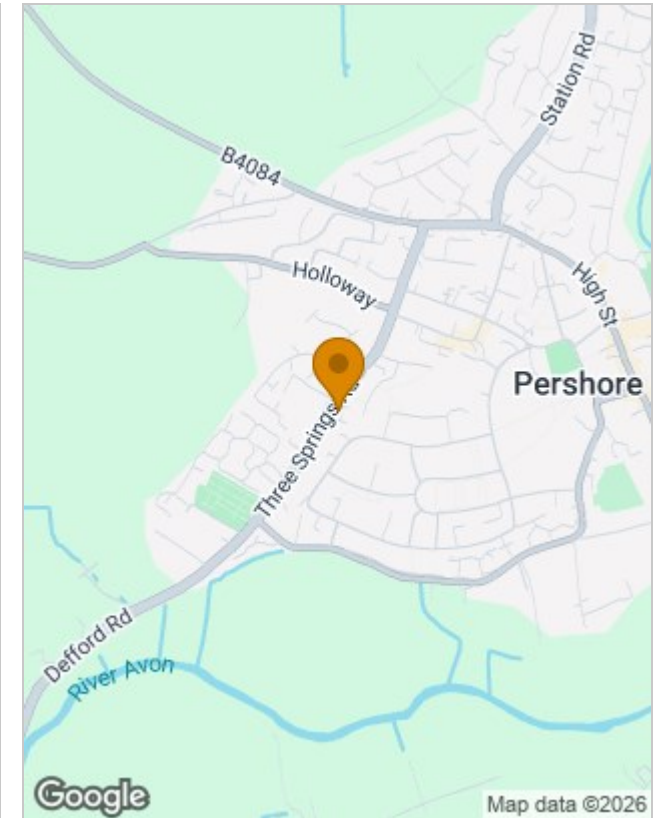 Station Rd
B4084
Holloway
High St
Pershore
Three Springs Rd
Defford Rd
River Avon
Google
Map data ©2026